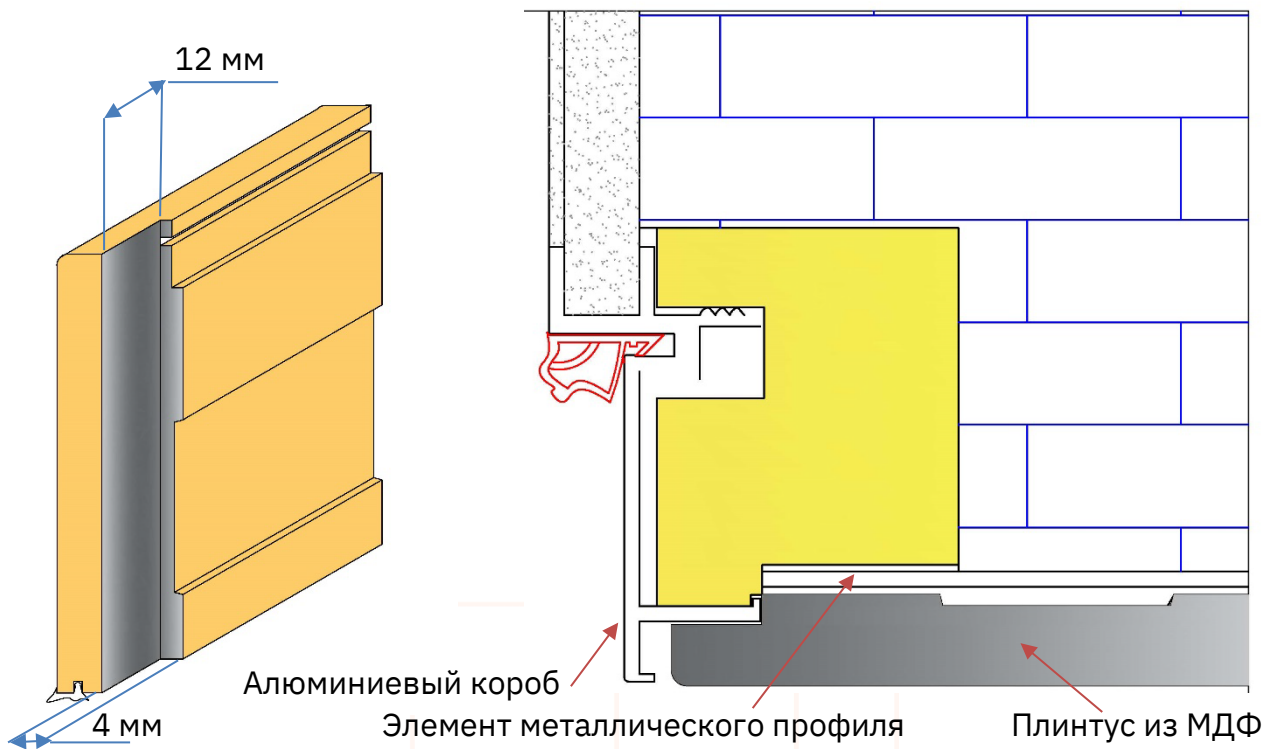 12 мм
4 мм
Алюминиевый короб
Элемент металлического профиля
Плинтус из МДФ